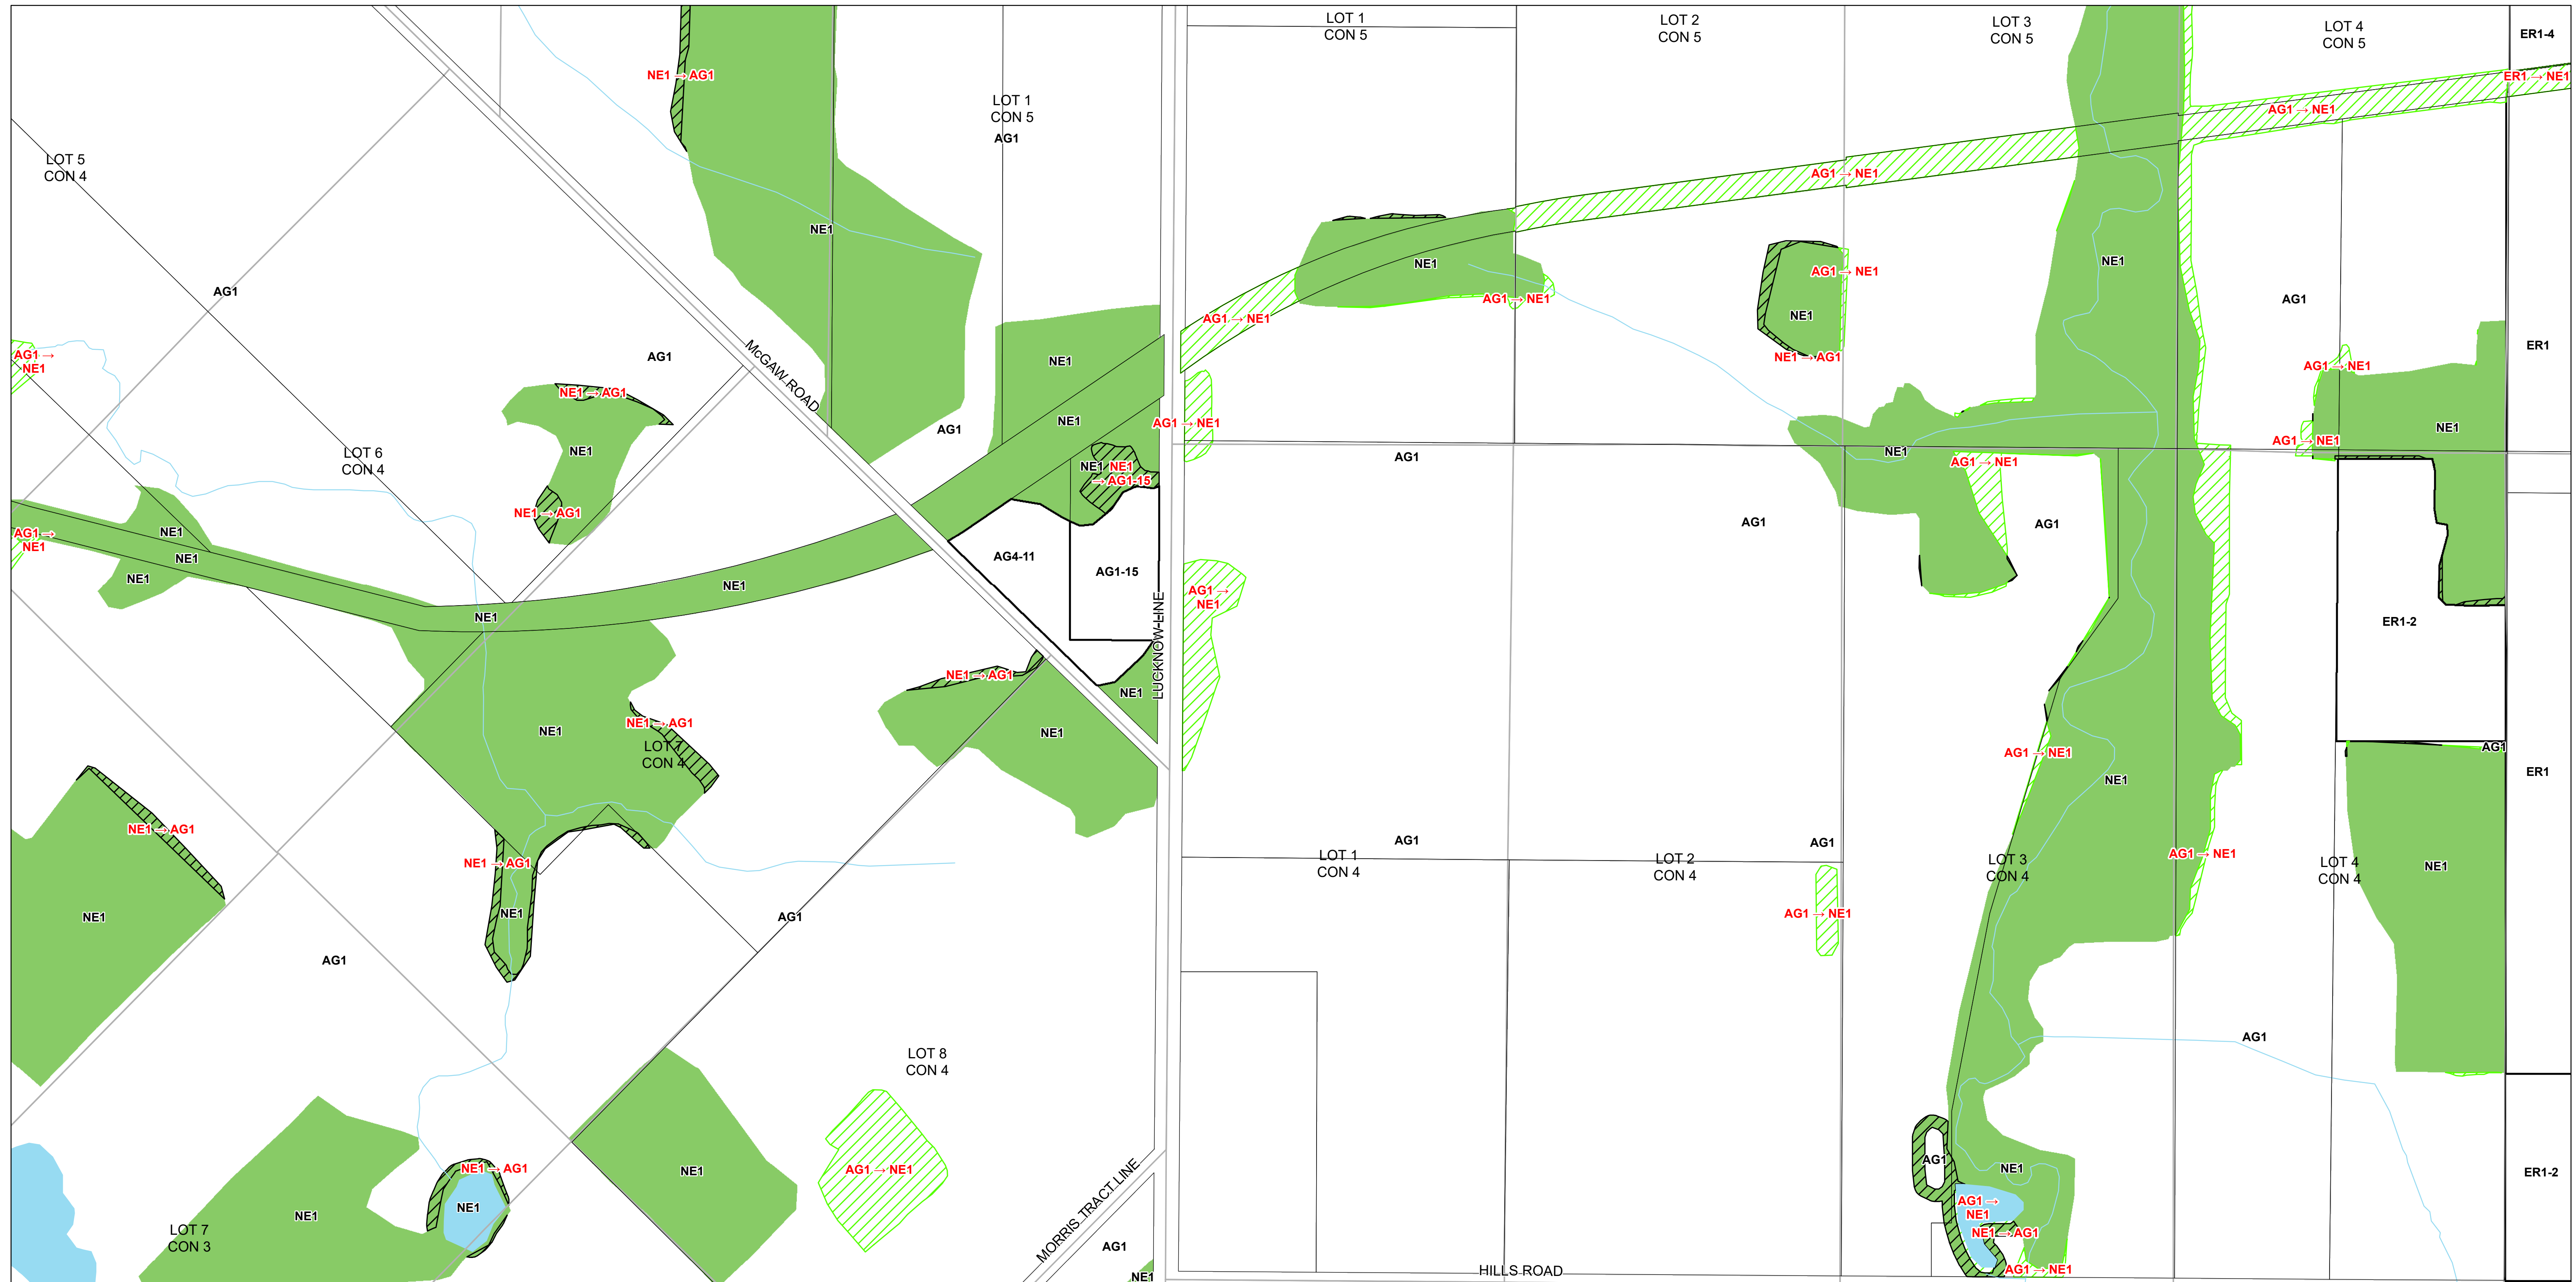 LOT 1
CON 5
LOT 2
CON 5
LOT 3
CON 5
LOT 4
CON 5
ER1-4
NE1 → AG1
ER1 → NE1
LOT 1
CON 5
AG1
AG1 → NE1
LOT 5
CON 4
AG1 → NE1
NE1
NE1
NE1
AG1 → NE1
AG1
AG1 → NE1
AG1
AG1 → NE1
NE1
AG1 → NE1
ER1
AG1 →
NE1
AG1
McGAW ROAD
NE1
NE1 → AG1
AG1 → NE1
NE1 → AG1
NE1
AG1 → NE1
AG1
NE1
AG1 → NE1
NE1
LOT 6
CON 4
NE1
AG1
NE1
AG1 → NE1
NE1 NE1
→ AG1-15
NE1 → AG1
AG1
AG1
AG1 →
NE1
NE1
NE1
NE1
NE1
AG4-11
AG1-15
AG1 →
NE1
NE1
LUCKNOW LINE
ER1-2
NE1 → AG1
NE1
NE1 → AG1
NE1
NE1
LOT 7
CON 4
AG1 → NE1
AG1
NE1
ER1
NE1 → AG1
AG1
AG1
NE1 → AG1
LOT 1
CON 4
LOT 2
CON 4
LOT 3
CON 4
AG1 → NE1
LOT 4
CON 4
NE1
NE1
NE1
AG1
AG1 → NE1
AG1
AG1
LOT 8
CON 4
NE1 → AG1
AG1 → NE1
NE1
AG1
NE1
ER1-2
NE1
NE1
AG1 →
NE1
LOT 7
CON 3
MORRIS TRACT LINE
AG1
NE1 → AG1
NE1
HILLS ROAD
AG1 → NE1